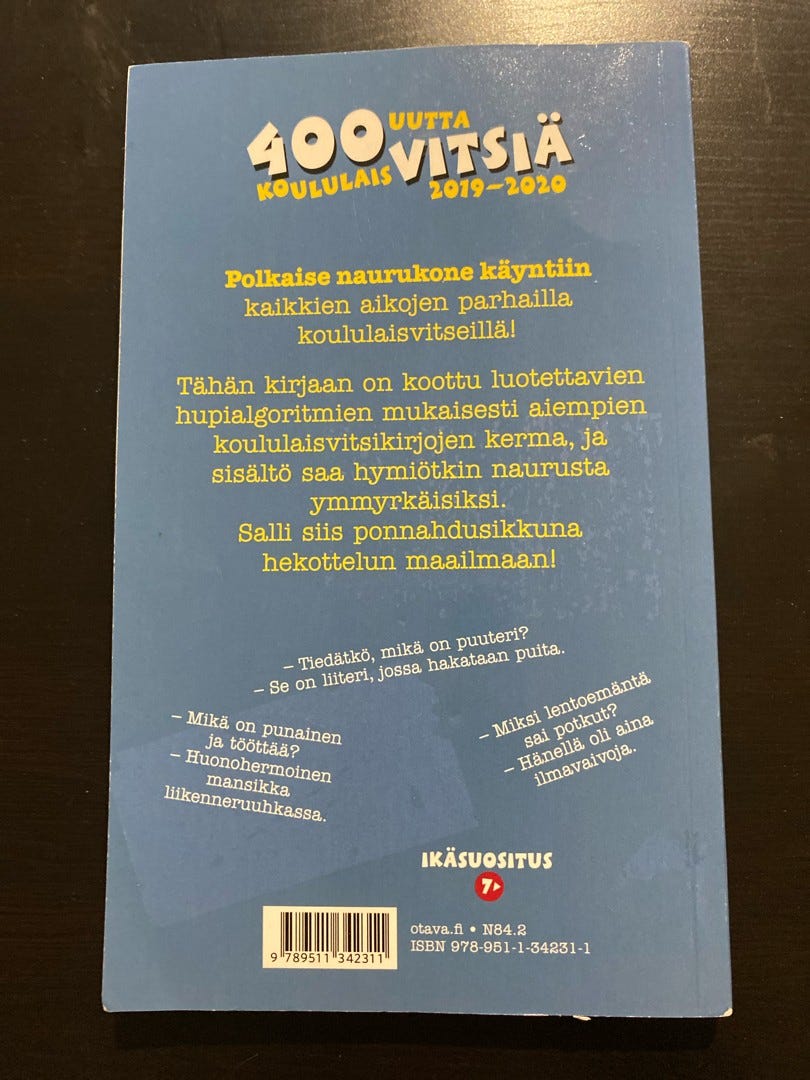 400 UUTTA
KOULULAISVITSIÄ
2019–2020
Polkaise naurukone käyntiin
kaikkien aikojen parhailla
koululaisvitseillä!
Tähän kirjaan on koottu luotettavien
hupialgoritmien mukaisesti aiempien
koululaisvitsikirjojen kerma, ja
sisältö saa hymiötkin naurusta
ymmyrkäisiksi.
Salli siis ponnahdusikkuna
hekottelun maailmaan!
– Tiedätkö, mikä on puuteri?
– Se on liiteri, jossa hakataan puita.
– Mikä on punainen
ja tööttää?
– Huonohermoinen
mansikka
liikenneruuhkassa.
– Miksi lentoemäntä
sai potkut?
– Hänellä oli aina
ilmavaivoja.
IKÄSUOSITUS
7
otava.fi • N84.2
ISBN 978-951-1-34231-1
9 789511 342311